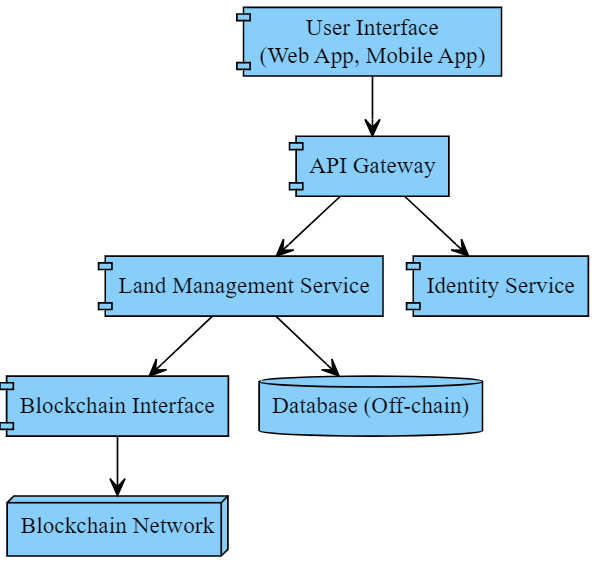 User Interface
(Web App, Mobile App)
API Gateway
Land Management Service
Identity Service
Blockchain Interface
Database (Off-chain)
Blockchain Network